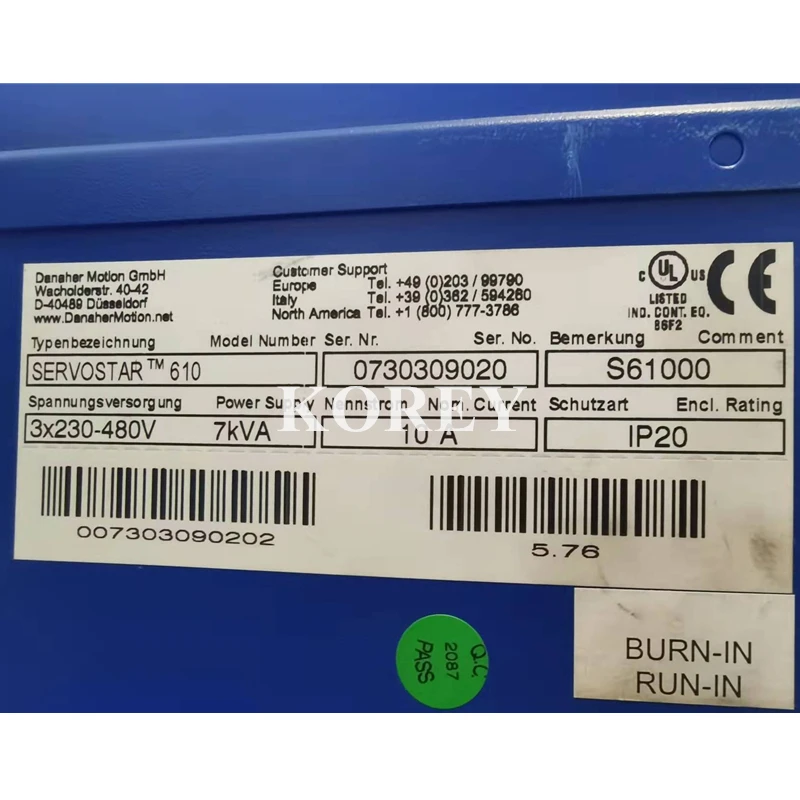 Danaher Motion GmbH
Wacholderstr. 40-42
D-40489 Düsseldorf
www.DanaherMotion.net
Customer Support
Europe Tel. +49 (0)203 / 99790
Italy Tel. +39 (0)362 / 594260
North America Tel. +1 (800) 777-3786
C UL US
LISTED
IND. CONT. EQ.
86F2
CE
Typenbezeichnung Model Number Ser. Nr. Ser. No. Bemerkung Comment
SERVOSTAR™ 610 0730309020 S61000
Spannungsversorgung Power Supply Nennstrom Nom. Current Schutzart Encl. Rating
3x230-480V 7kVA 10 A IP20
KOREY
007303090202
5.76
Q.C
2087
PASS
BURN-IN
RUN-IN